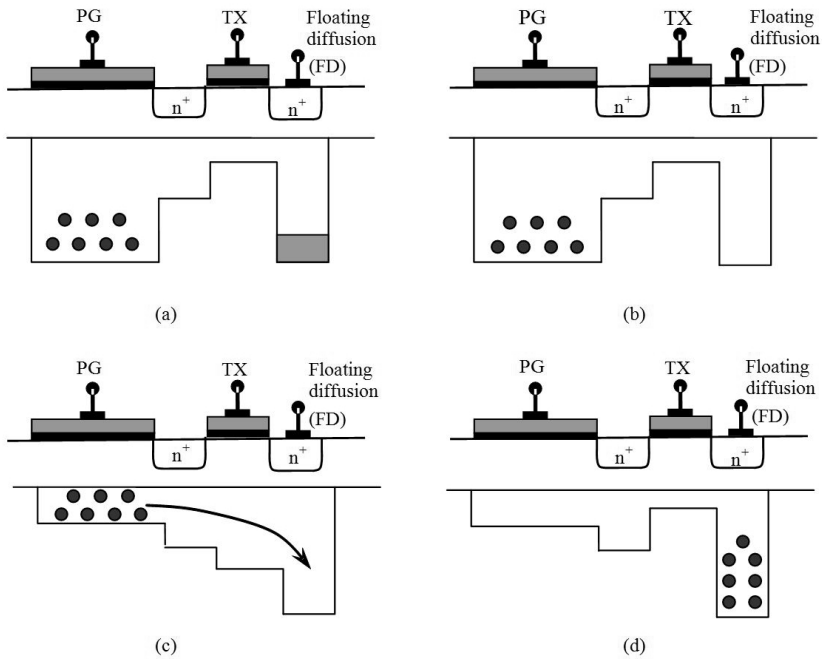 PG TX Floating
diffusion
(FD)
n+ n+
(a)
PG TX Floating
diffusion
(FD)
n+ n+
(b)
PG TX Floating
diffusion
(FD)
n+ n+
(c)
PG TX Floating
diffusion
(FD)
n+ n+
(d)